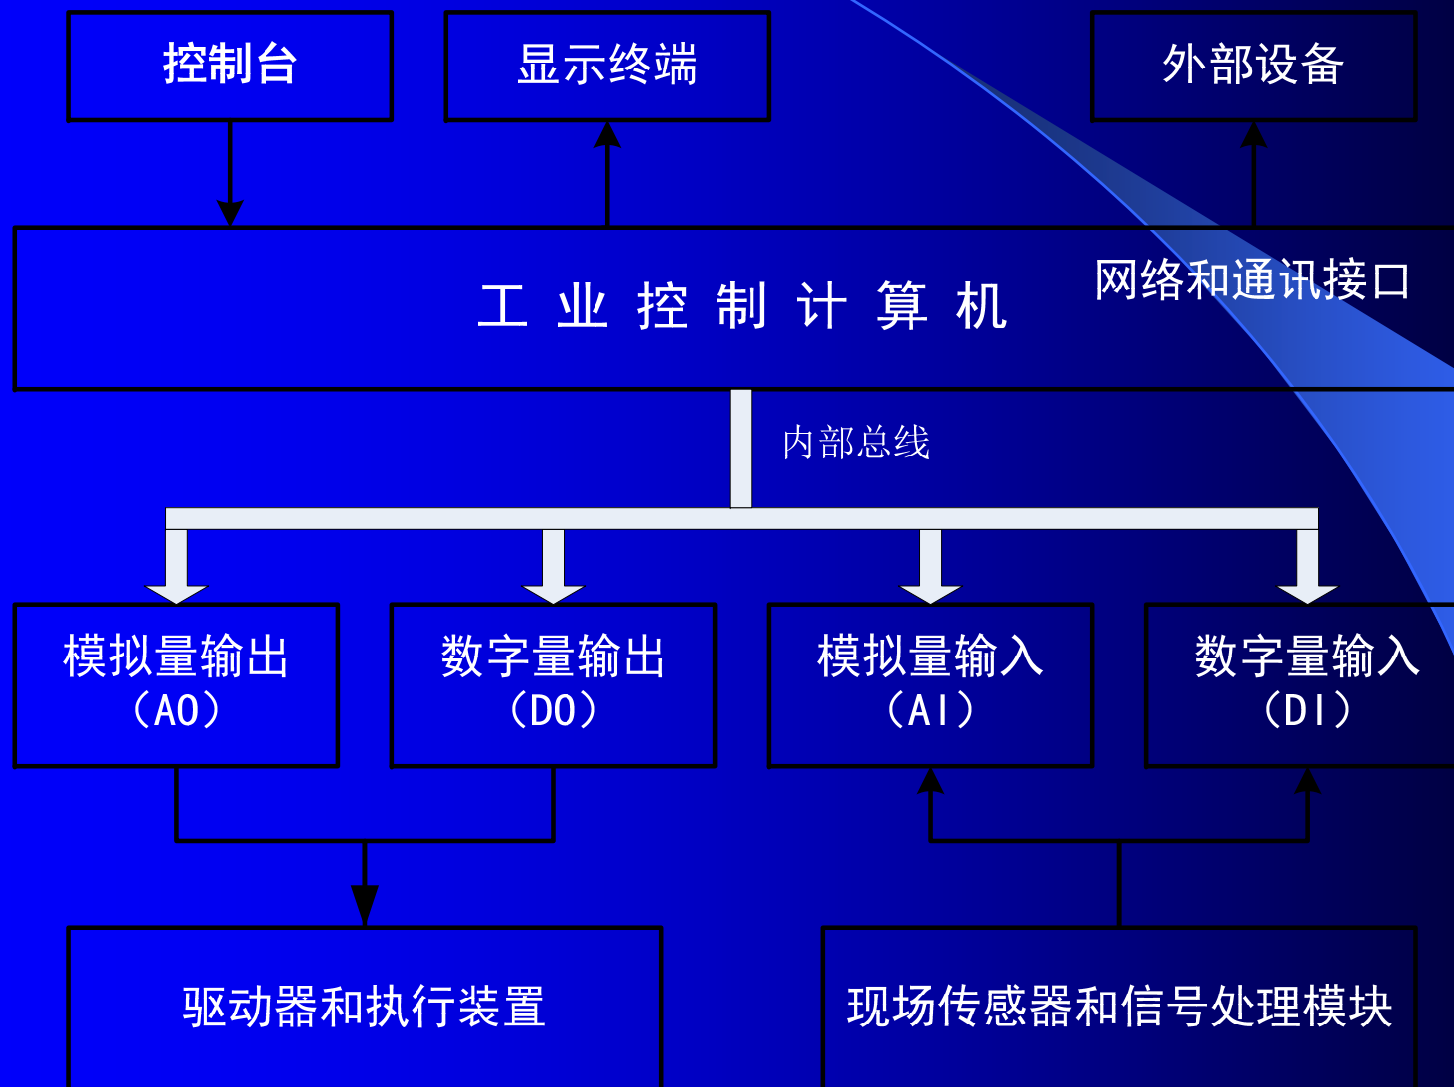 控制台
显示终端
外部设备
网络和通讯接口
工业控制计算机
内部总线
模拟量输出
（AO）
数字量输出
（DO）
模拟量输入
（AI）
数字量输入
（DI）
驱动器和执行装置
现场传感器和信号处理模块